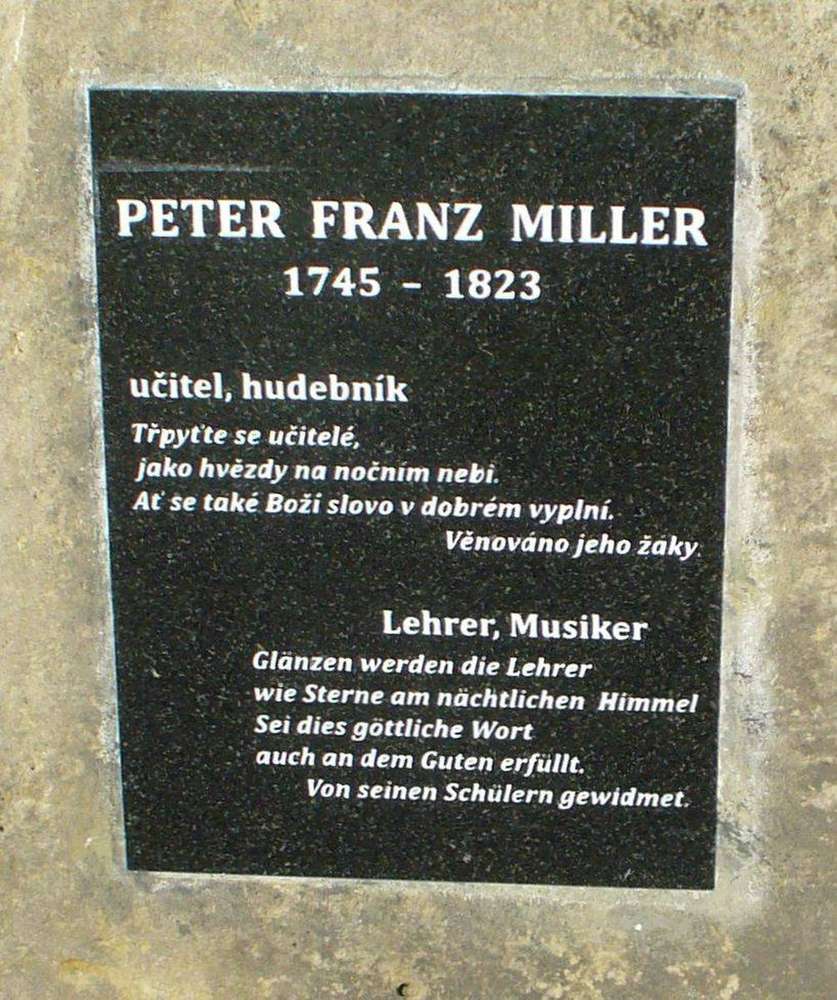 PETER FRANZ MILLER
1745 – 1823
učitel, hudebník
Třpyťte se učitelé,
jako hvězdy na nočním nebi.
Ať se také Boží slovo v dobrém vyplní.
Věnováno jeho žaky.
Lehrer, Musiker
Glänzen werden die Lehrer
wie Sterne am nächtlichen Himmel
Sei dies göttliche Wort
auch an dem Guten erfüllt.
Von seinen Schülern gewidmet.